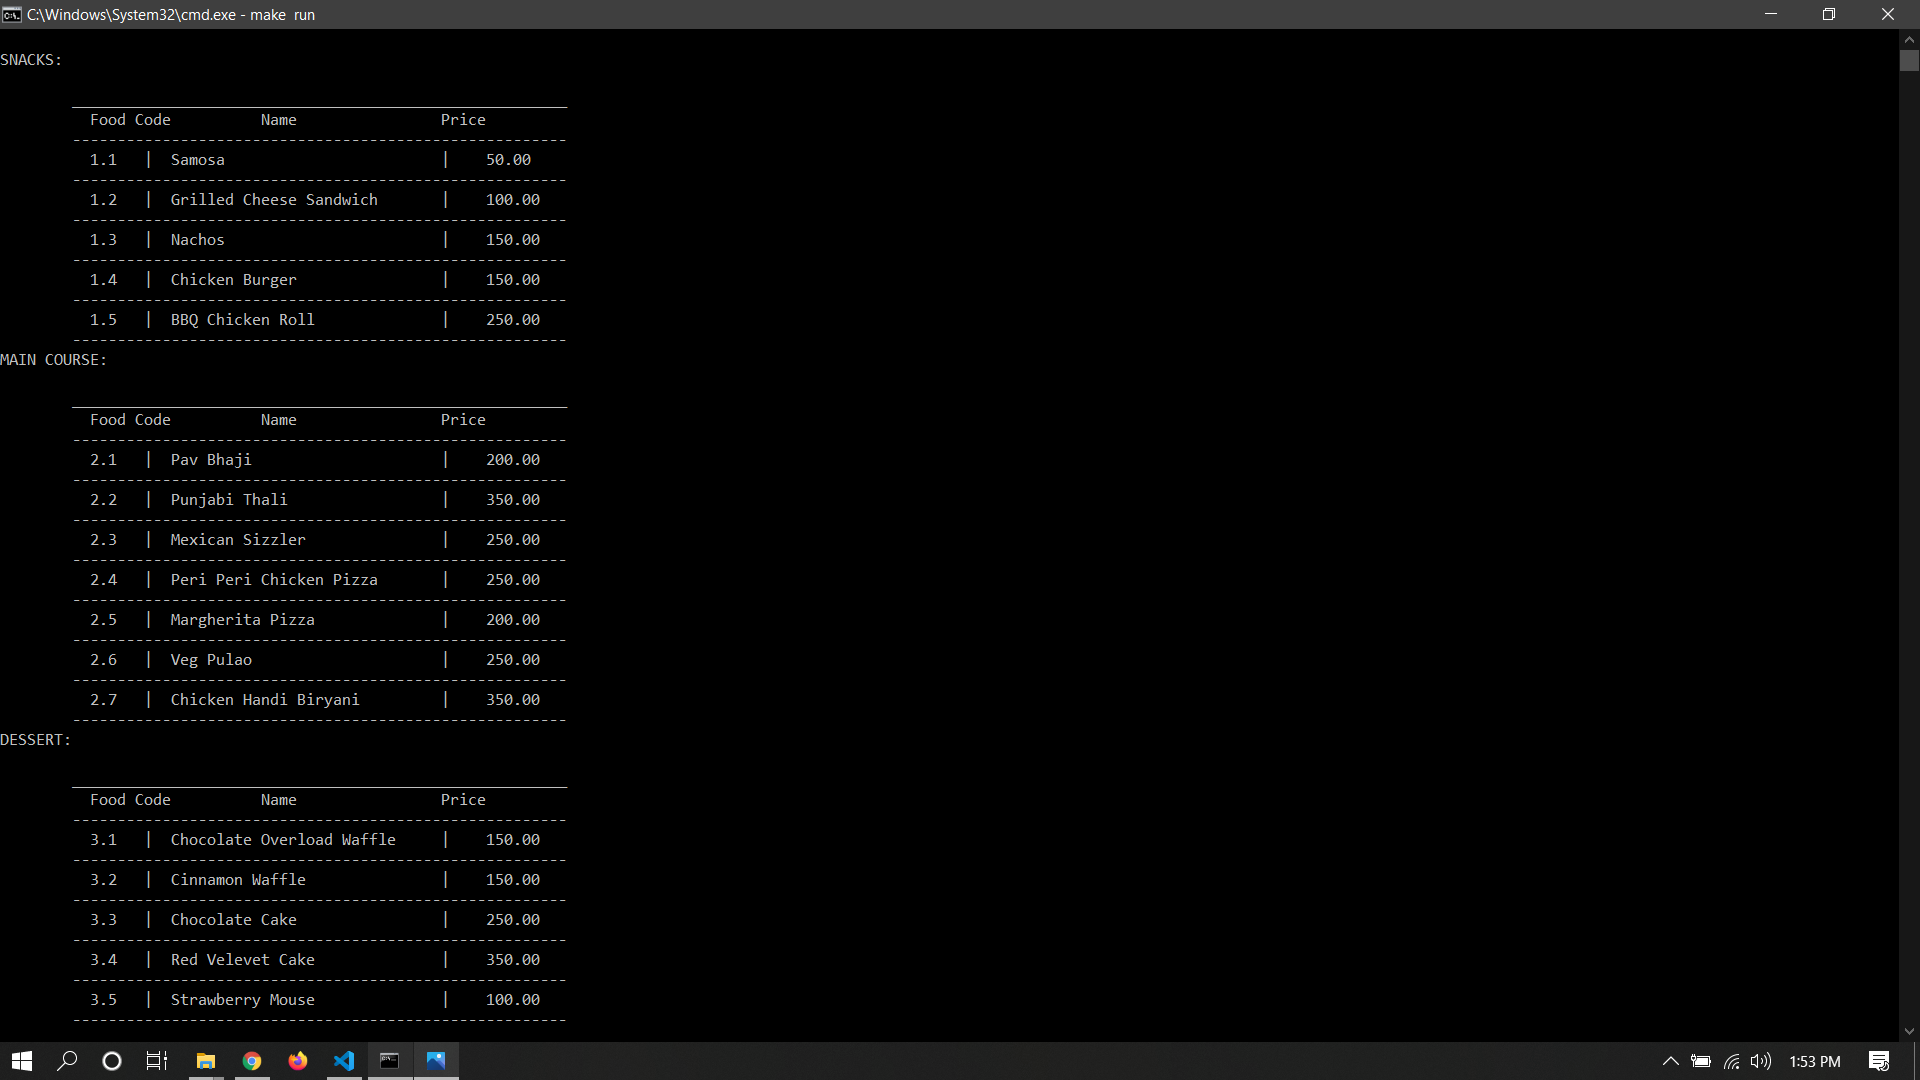 C:\Windows\System32\cmd.exe - make  run
SNACKS:
Food Code          Name                Price
1.1   |  Samosa                        |    50.00
1.2   |  Grilled Cheese Sandwich       |    100.00
1.3   |  Nachos                        |    150.00
1.4   |  Chicken Burger                |    150.00
1.5   |  BBQ Chicken Roll              |    250.00
MAIN COURSE:
Food Code          Name                Price
2.1   |  Pav Bhaji                     |    200.00
2.2   |  Punjabi Thali                 |    350.00
2.3   |  Mexican Sizzler               |    250.00
2.4   |  Peri Peri Chicken Pizza       |    250.00
2.5   |  Margherita Pizza              |    200.00
2.6   |  Veg Pulao                     |    250.00
2.7   |  Chicken Handi Biryani         |    350.00
DESSERT:
Food Code          Name                Price
3.1   |  Chocolate Overload Waffle     |    150.00
3.2   |  Cinnamon Waffle               |    150.00
3.3   |  Chocolate Cake                |    250.00
3.4   |  Red Velevet Cake              |    350.00
3.5   |  Strawberry Mouse              |    100.00
1:53 PM